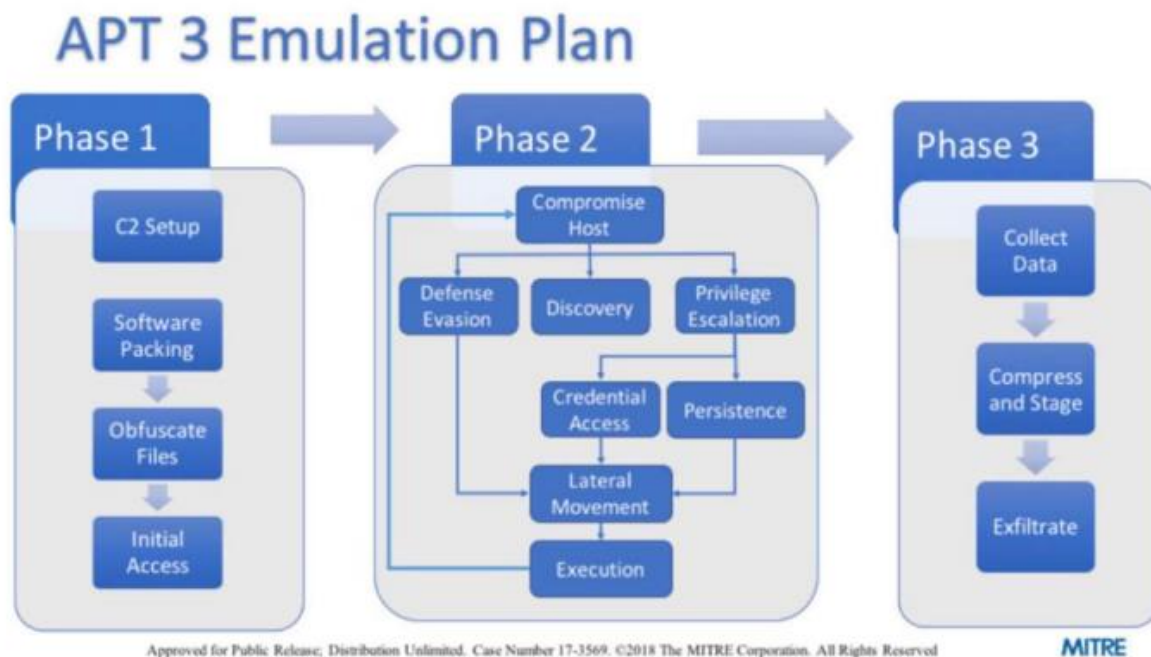 APT 3 Emulation Plan
Phase 1
C2 Setup
Software
Packing
Obfuscate
Files
Initial
Access
Phase 2
Compromise
Host
Defense
Evasion
Discovery
Privilege
Escalation
Credential
Access
Persistence
Lateral
Movement
Execution
Phase 3
Collect
Data
Compress
and Stage
Exfiltrate
Approved for Public Release; Distribution Unlimited. Case Number 17-3569. ©2018 The MITRE Corporation. All Rights Reserved
MITRE